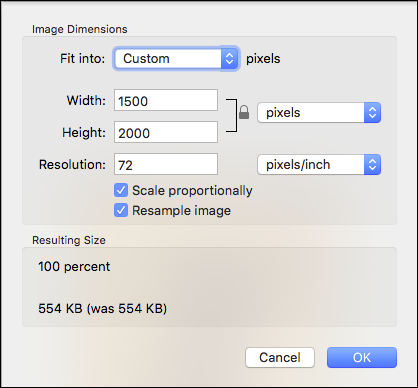 Image Dimensions
Fit into: Custom pixels
Width: 1500 pixels
Height: 2000
Resolution: 72 pixels/inch
Scale proportionally
Resample image
Resulting Size
100 percent
554 KB (was 554 KB)
Cancel OK